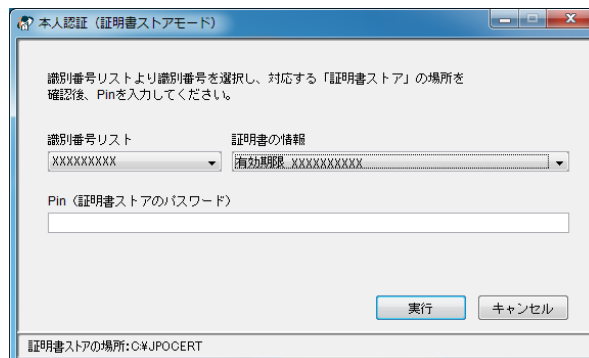 本人認証（証明書ストアモード）
識別番号リストより識別番号を選択し、対応する「証明書ストア」の場所を
確認後、Pinを入力してください。
識別番号リスト 証明書の情報
XXXXXXXXX 有効期限 XXXXXXXXXX
Pin（証明書ストアのパスワード）
実行 キャンセル
証明書ストアの場所:C:¥JPOCERT